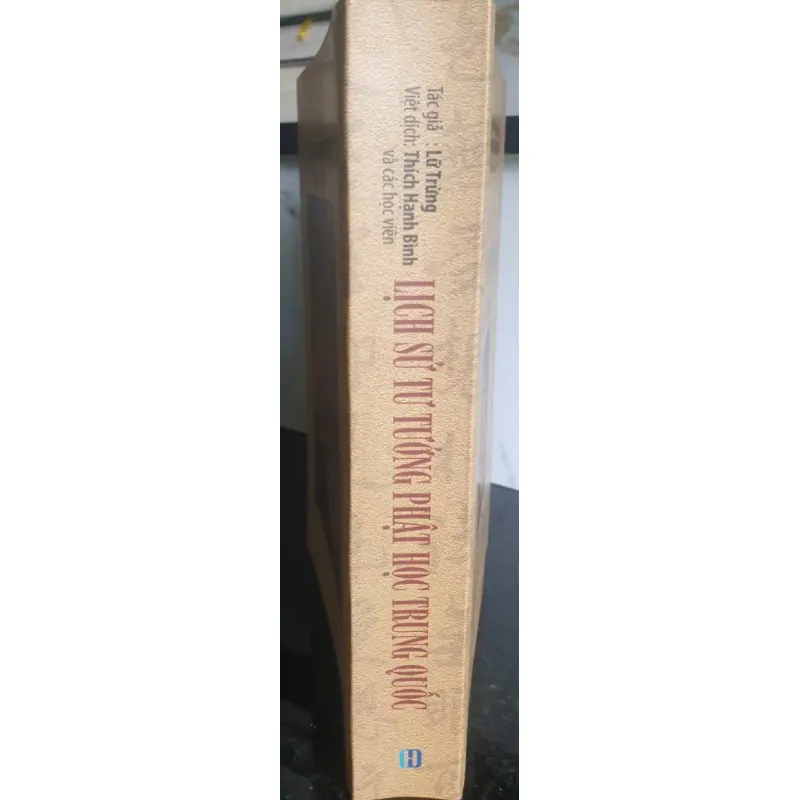 Tác giả : Lữ Trừng
Việt dịch: Thích Hạnh Bình
và các học viên
LỊCH SỬ TƯ TƯỞNG PHẬT HỌC TRUNG QUỐC